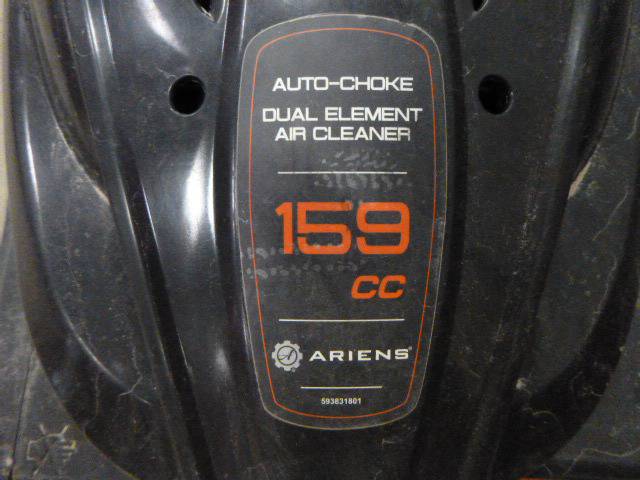 AUTO-CHOKE
DUAL ELEMENT
AIR CLEANER
159
CC
ARIENS®
593831801